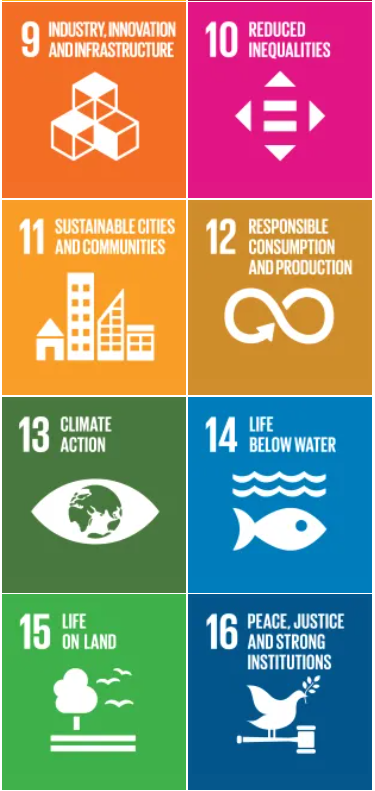 9 INDUSTRY, INNOVATION
AND INFRASTRUCTURE
10 REDUCED
INEQUALITIES
11 SUSTAINABLE CITIES
AND COMMUNITIES
12 RESPONSIBLE
CONSUMPTION
AND PRODUCTION
13 CLIMATE
ACTION
14 LIFE
BELOW WATER
15 LIFE
ON LAND
16 PEACE, JUSTICE
AND STRONG
INSTITUTIONS